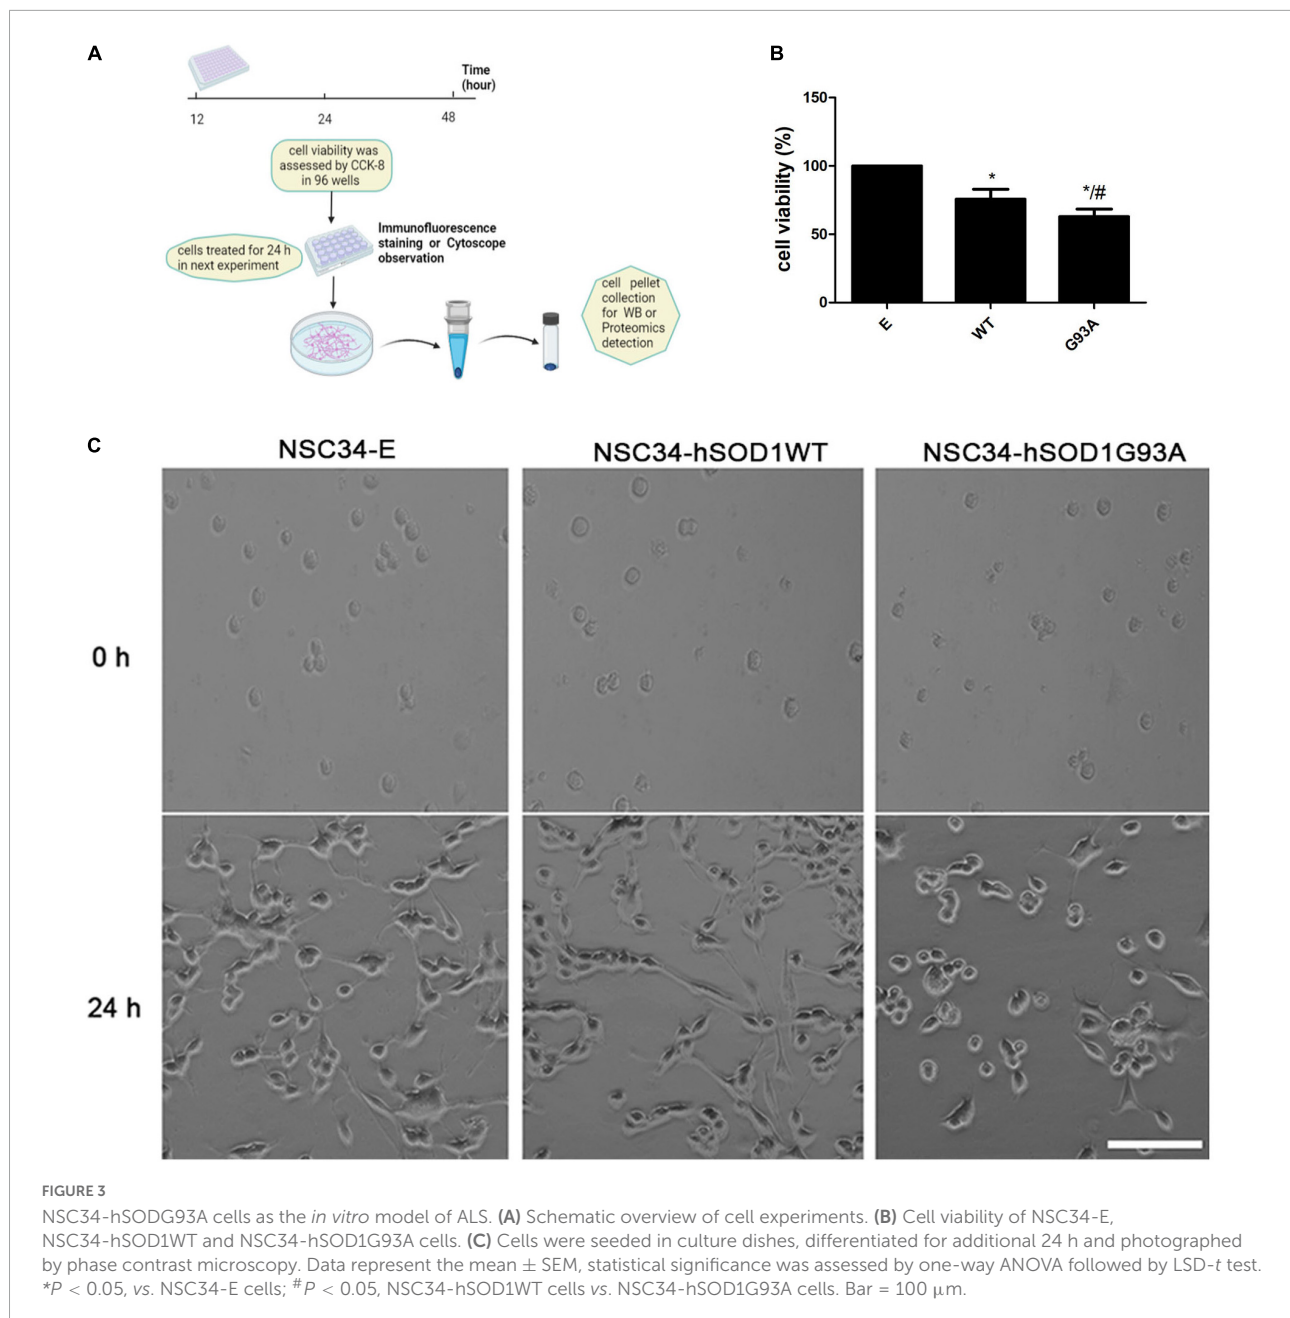 A
Time
(hour)
12
24
48
cell viability was
assessed by CCK-8
in 96 wells
cells treated for 24 h
in next experiment
Immunofluorescence
staining or Cytoscope
observation
cell pellet
collection
for WB or
Proteomics
detection
B
cell viability (%)
150
100
50
0
*
*/#
E
WT
G93A
C
NSC34-E
NSC34-hSOD1WT
NSC34-hSOD1G93A
0 h
24 h
FIGURE 3
NSC34-hSODG93A cells as the in vitro model of ALS. (A) Schematic overview of cell experiments. (B) Cell viability of NSC34-E,
NSC34-hSOD1WT and NSC34-hSOD1G93A cells. (C) Cells were seeded in culture dishes, differentiated for additional 24 h and photographed
by phase contrast microscopy. Data represent the mean ± SEM, statistical significance was assessed by one-way ANOVA followed by LSD-t test.
*P < 0.05, vs. NSC34-E cells; #P < 0.05, NSC34-hSOD1WT cells vs. NSC34-hSOD1G93A cells. Bar = 100 μm.